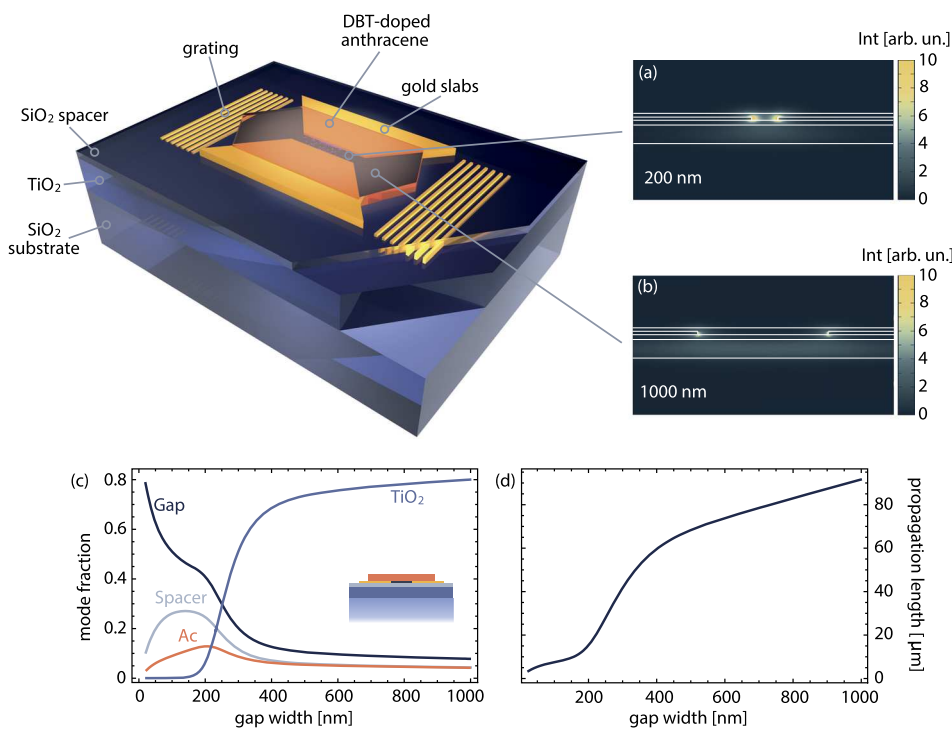 DBT-doped
anthracene
grating
gold slabs
SiO₂ spacer
TiO₂
SiO₂
substrate
Int [arb. un.]
(a)
10
8
6
4
2
0
200 nm
Int [arb. un.]
(b)
10
8
6
4
2
0
1000 nm
(c)
0.8
0.6
0.4
0.2
0
mode fraction
Gap
TiO₂
Spacer
Ac
0 200 400 600 800 1000
gap width [nm]
(d)
80
60
40
20
0
propagation length [µm]
200 400 600 800 1000
gap width [nm]